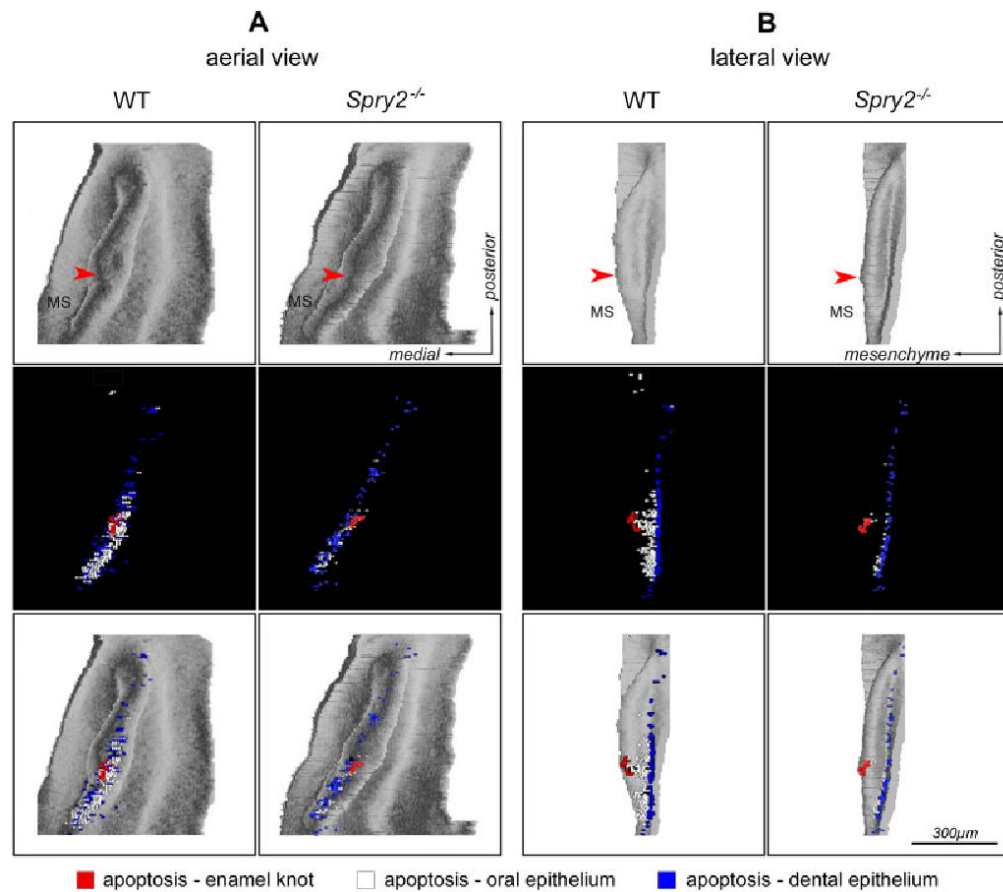 A
B
aerial view
lateral view
WT
Spry2-/-
WT
Spry2-/-
MS
MS
posterior
medial
MS
MS
posterior
mesenchyme
300µm
apoptosis - enamel knot
apoptosis - oral epithelium
apoptosis - dental epithelium